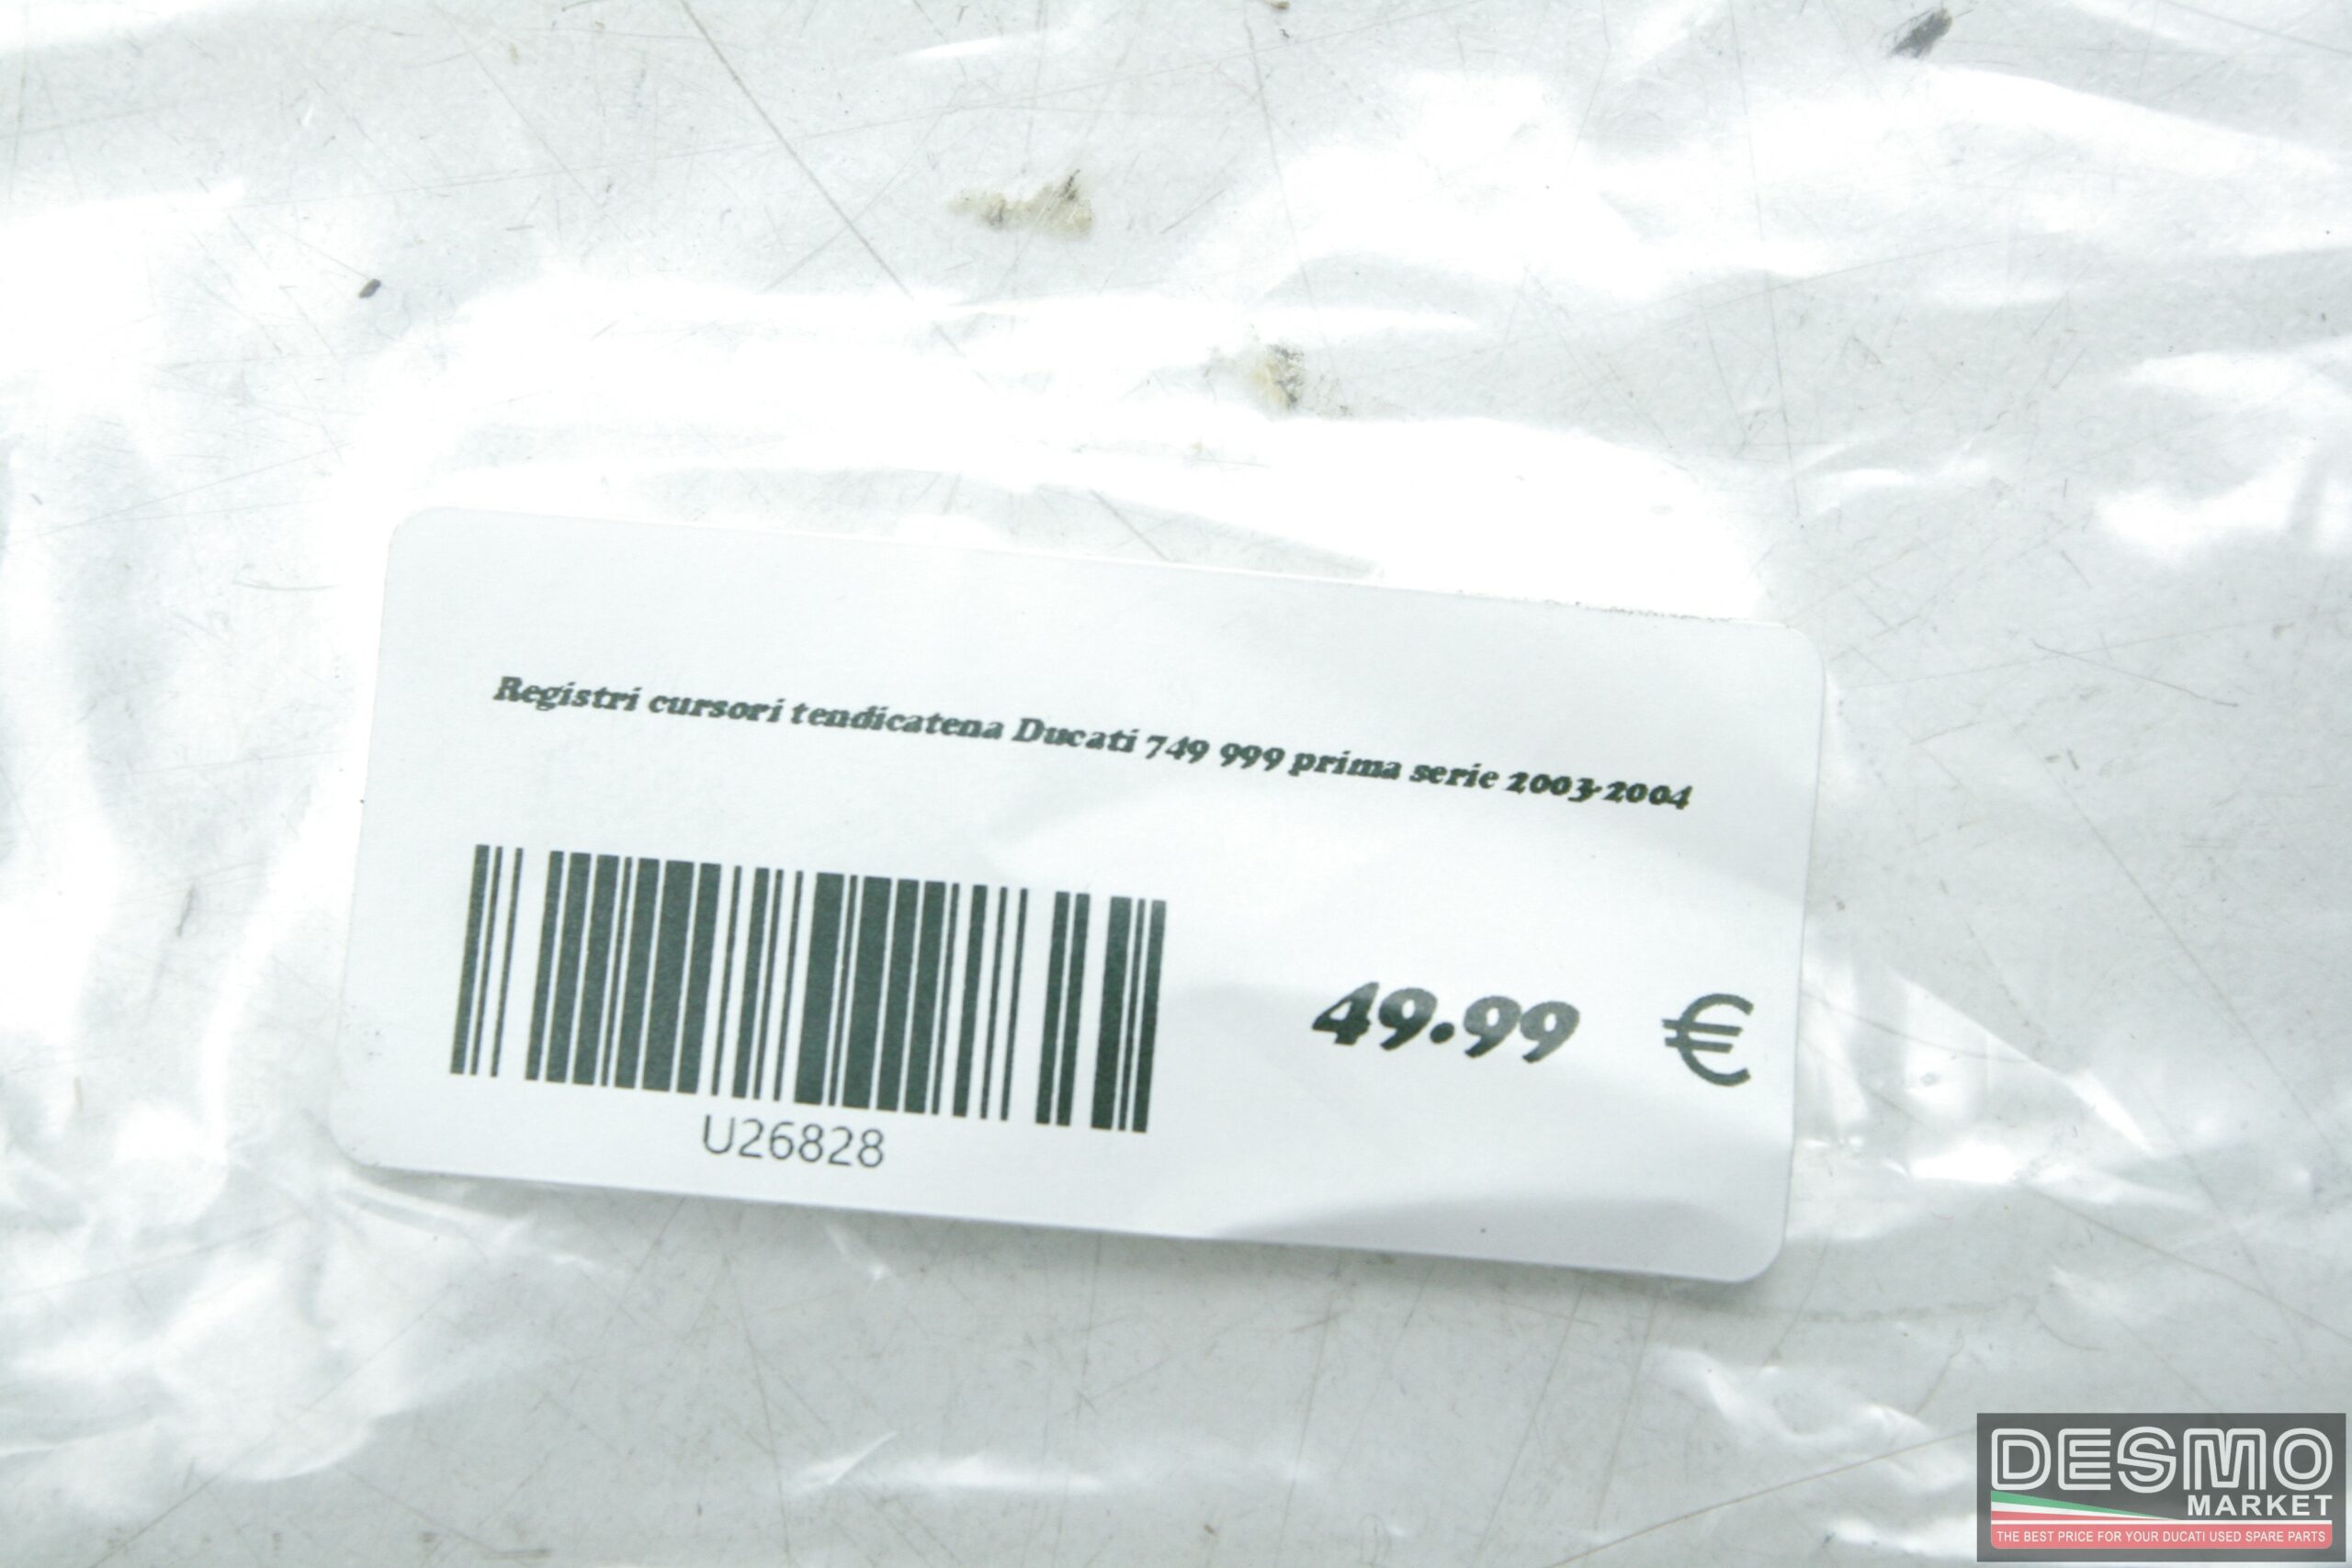 Registri cursori tendicatena Ducati 749 999 prima serie 2003-2004
49.99 €
U26828
DESMO
MARKET
THE BEST PRICE FOR YOUR DUCATI USED SPARE PARTS